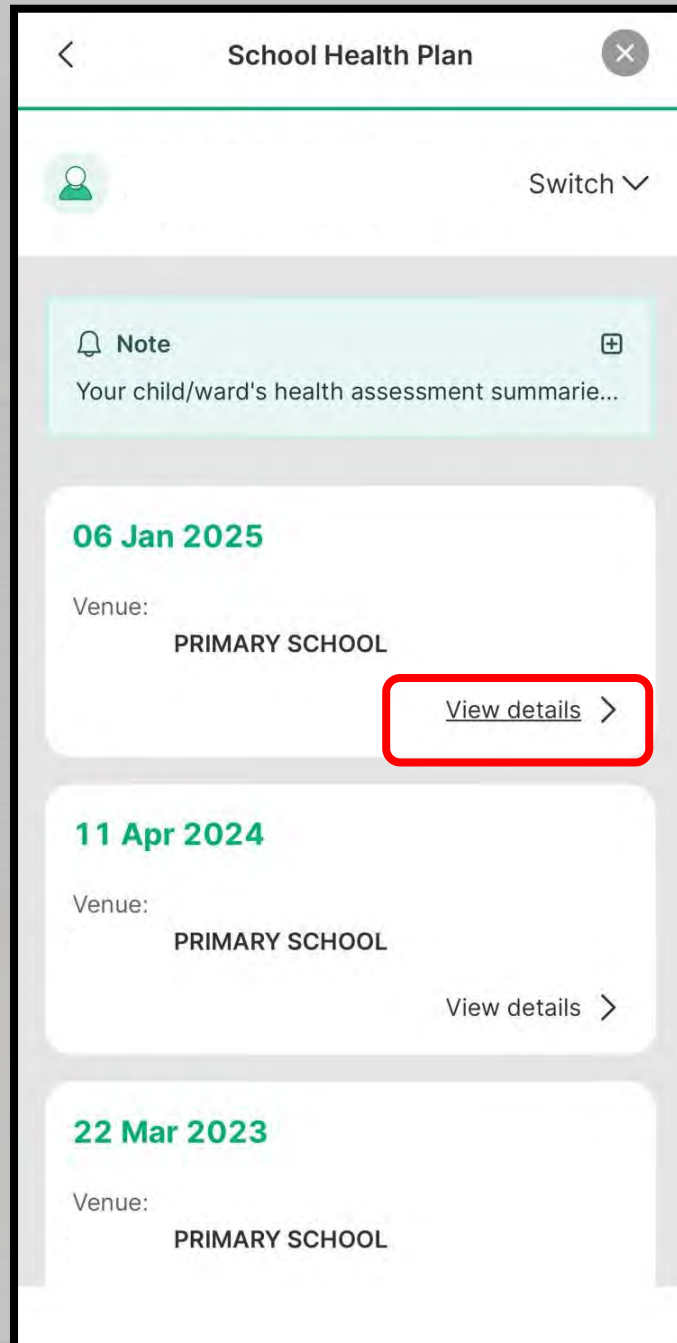 School Health Plan
Switch
Note
Your child/ward's health assessment summarie...
06 Jan 2025
Venue:
PRIMARY SCHOOL
View details
11 Apr 2024
Venue:
PRIMARY SCHOOL
View details
22 Mar 2023
Venue:
PRIMARY SCHOOL